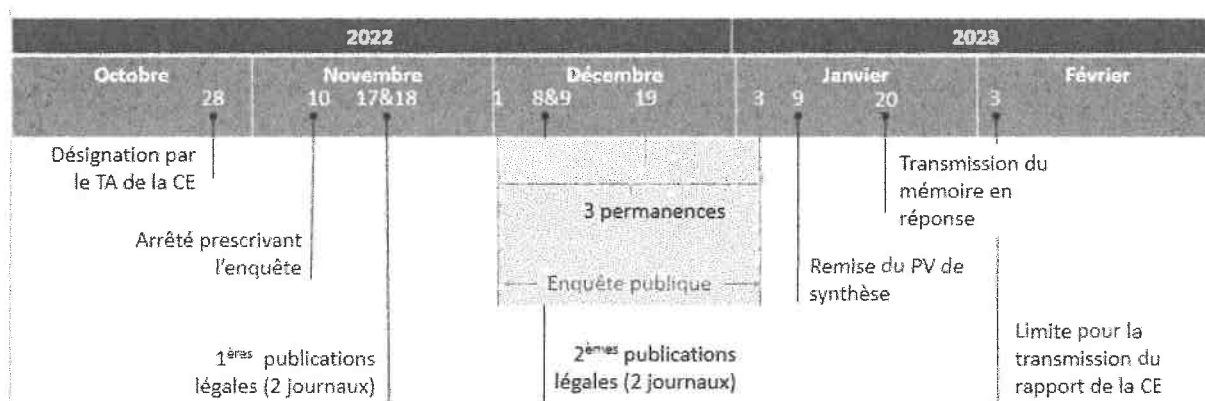 2022 2023
Octobre Novembre Décembre Janvier Février
28 10 17&18 1 8&9 19 3 9 20 3
Désignation par
le TA de la CE
Arrêté prescrivant
l'enquête
1ères publications
légales (2 journaux)
3 permanences
Enquête publique
2èmes publications
légales (2 journaux)
Remise du PV de
synthèse
Transmission du
mémoire en
réponse
Limite pour la
transmission du
rapport de la CE